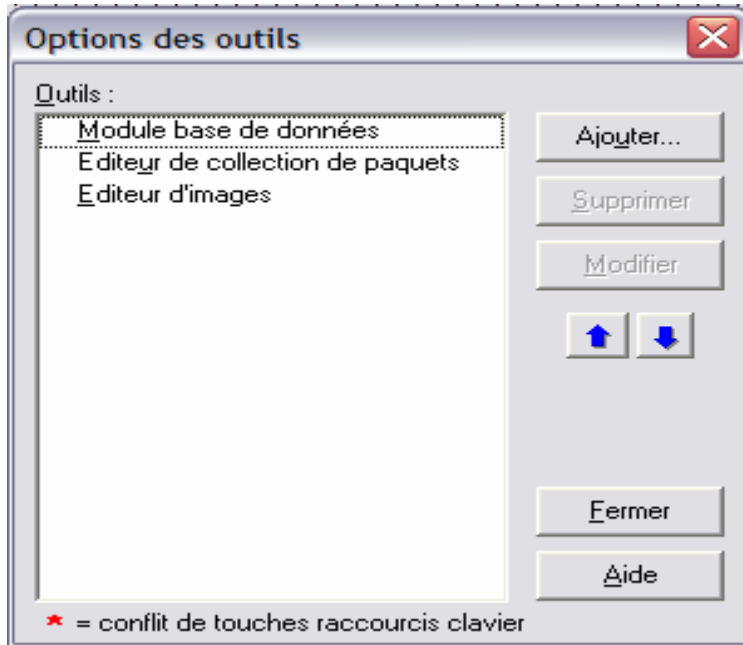 Options des outils
Outils :
Module base de données
Editeur de collection de paquets
Editeur d'images
Ajouter...
Supprimer
Modifier
Fermer
Aide
* = conflit de touches raccourcis clavier